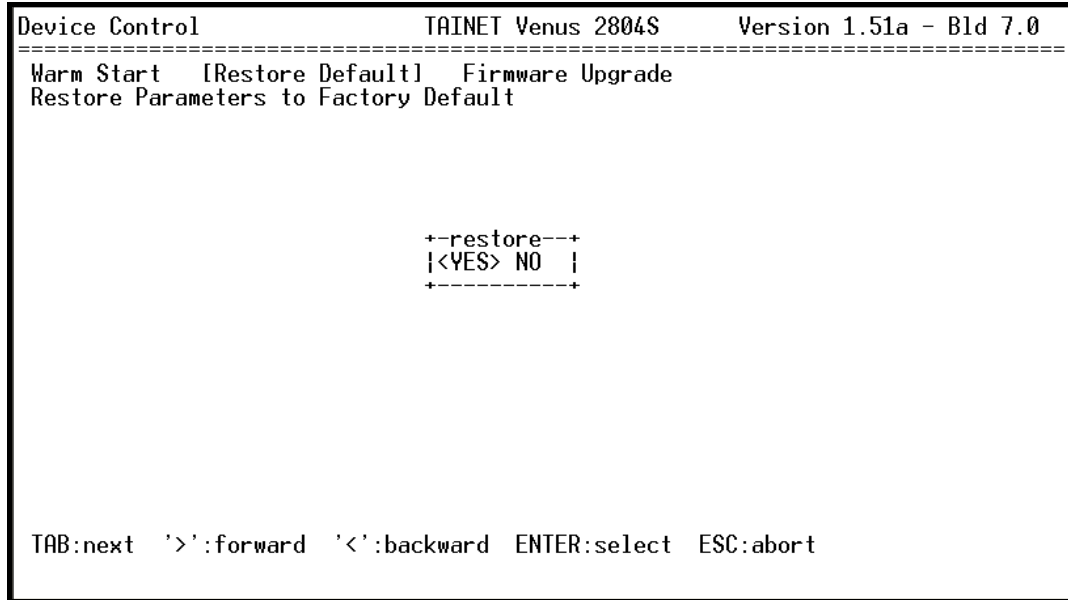 Device Control TAINET Venus 2804S Version 1.51a - Bld 7.0
================================================================================
Warm Start [Restore Default] Firmware Upgrade
Restore Parameters to Factory Default
+-restore--+
¦<YES> NO ¦
+----------+
TAB:next '>':forward '<':backward ENTER:select ESC:abort